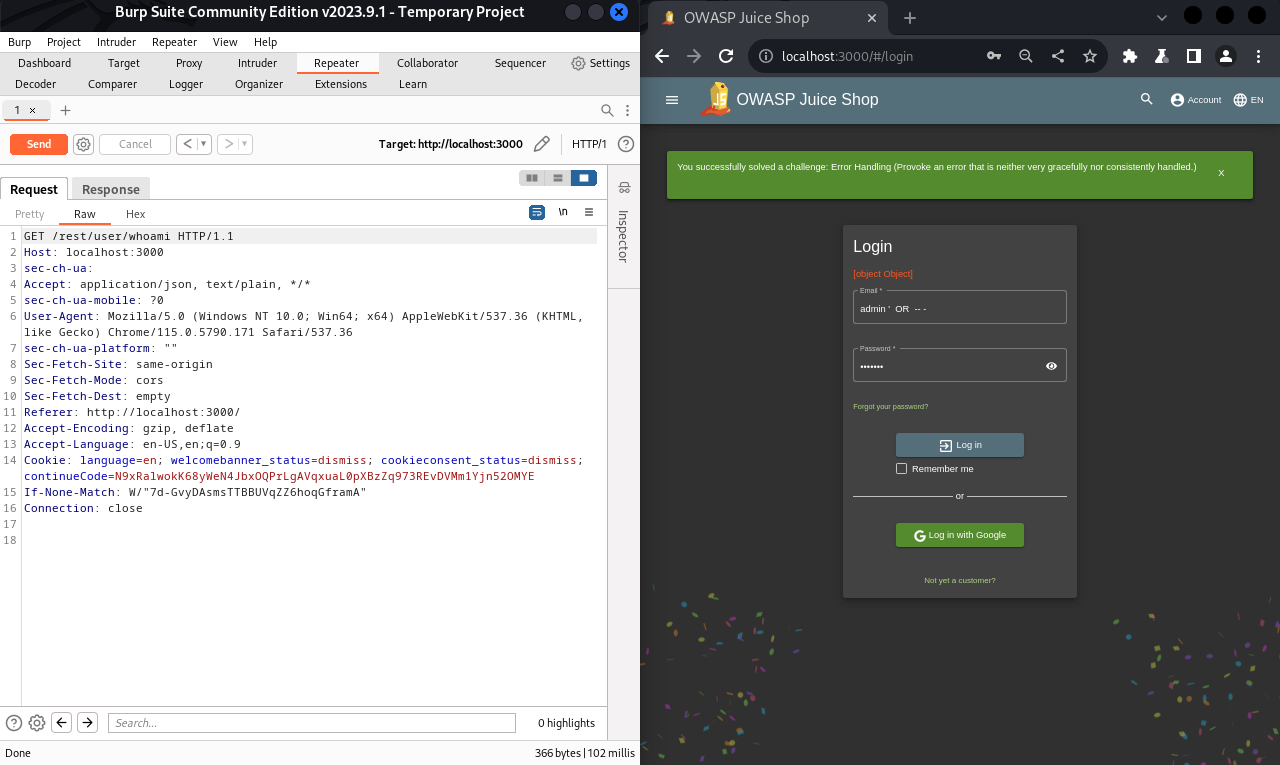 Burp Suite Community Edition v2023.9.1 - Temporary Project
Burp Project Intruder Repeater View Help
Dashboard Target Proxy Intruder Repeater Collaborator Sequencer Settings
Decoder Comparer Logger Organizer Extensions Learn
1 ×
Send Cancel < > Target: http://localhost:3000 HTTP/1 ?
Request Response
Pretty Raw Hex \n
Inspector
1 GET /rest/user/whoami HTTP/1.1
2 Host: localhost:3000
3 sec-ch-ua:
4 Accept: application/json, text/plain, */*
5 sec-ch-ua-mobile: ?0
6 User-Agent: Mozilla/5.0 (Windows NT 10.0; Win64; x64) AppleWebKit/537.36 (KHTML,
like Gecko) Chrome/115.0.5790.171 Safari/537.36
7 sec-ch-ua-platform: ""
8 Sec-Fetch-Site: same-origin
9 Sec-Fetch-Mode: cors
10 Sec-Fetch-Dest: empty
11 Referer: http://localhost:3000/
12 Accept-Encoding: gzip, deflate
13 Accept-Language: en-US,en;q=0.9
14 Cookie: language=en; welcomebanner_status=dismiss; cookieconsent_status=dismiss;
continueCode=N9xRa1wokK68yWeN4JbxOQPrLgAVqxuaL0pXBzZq973REvDVMm1Yjn52OMYE
15 If-None-Match: W/"7d-GvyDAsmsTTBBUVqZZ6hoqGframA"
16 Connection: close
17
18
Search...
0 highlights
Done
366 bytes | 102 millis
OWASP Juice Shop
localhost:3000/#/login
JS OWASP Juice Shop Account EN
You successfully solved a challenge: Error Handling (Provoke an error that is neither very gracefully nor consistently handled.) X
Login
[object Object]
Email *
admin ' OR -- -
Password *
•••••••
Forgot your password?
Log in
Remember me
or
G Log in with Google
Not yet a customer?